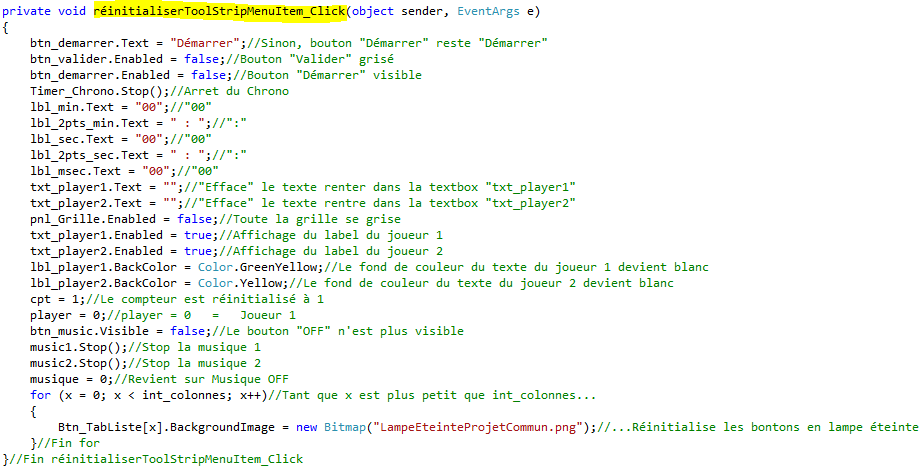 private void réinitialiserToolStripMenuItem_Click(object sender, EventArgs e)
{
btn_demarrer.Text = "Démarrer";//Sinon, bouton "Démarrer" reste "Démarrer"
btn_valider.Enabled = false;//Bouton "Valider" grisé
btn_demarrer.Enabled = false;//Bouton "Démarrer" visible
Timer_Chrono.Stop();//Arret du Chrono
lbl_min.Text = "00";//"00"
lbl_2pts_min.Text = " : ";//":"
lbl_sec.Text = "00";//"00"
lbl_2pts_sec.Text = " : ";//":"
lbl_msec.Text = "00";//"00"
txt_player1.Text = "";//"Efface" le texte renter dans la textbox "txt_player1"
txt_player2.Text = "";//"Efface" le texte rentre dans la textbox "txt_player2"
pnl_Grille.Enabled = false;//Toute la grille se grise
txt_player1.Enabled = true;//Affichage du label du joueur 1
txt_player2.Enabled = true;//Affichage du label du joueur 2
lbl_player1.BackColor = Color.GreenYellow;//Le fond de couleur du texte du joueur 1 devient blanc
lbl_player2.BackColor = Color.Yellow;//Le fond de couleur du texte du joueur 2 devient blanc
cpt = 1;//Le compteur est réinitialisé à 1
player = 0;//player = 0   =   Joueur 1
btn_music.Visible = false;//Le bouton "OFF" n'est plus visible
music1.Stop();//Stop la musique 1
music2.Stop();//Stop la musique 2
musique = 0;//Revient sur Musique OFF
for (x = 0; x < int_colonnes; x++)//Tant que x est plus petit que int_colonnes...
{
Btn_TabListe[x].BackgroundImage = new Bitmap("LampeEteinteProjetCommun.png");//...Réinitialise les bontons en lampe éteinte
}//Fin for
}//Fin réinitialiserToolStripMenuItem_Click